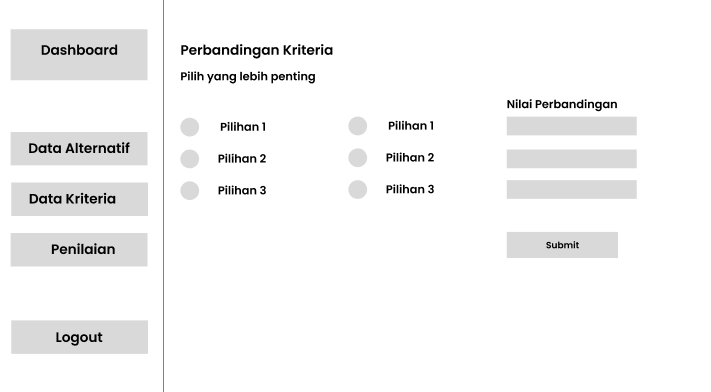 Dashboard
Data Alternatif
Data Kriteria
Penilaian
Logout
Perbandingan Kriteria
Pilih yang lebih penting
Nilai Perbandingan
Pilihan 1 Pilihan 1
Pilihan 2 Pilihan 2
Pilihan 3 Pilihan 3
Submit